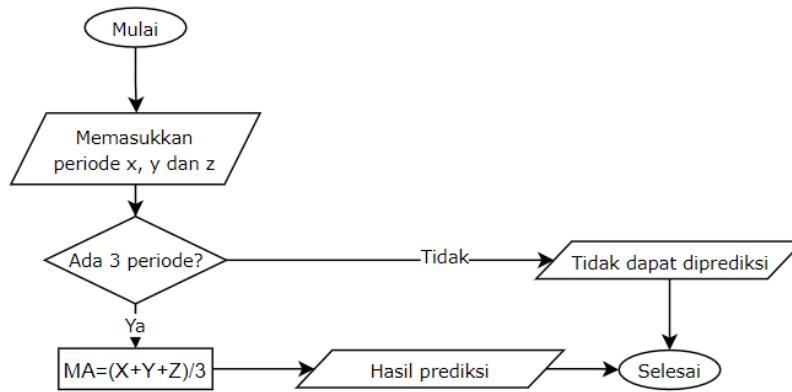 Mulai
Memasukkan
periode x, y dan z
Ada 3 periode?
Tidak
Tidak dapat diprediksi
Ya
MA=(X+Y+Z)/3
Hasil prediksi
Selesai